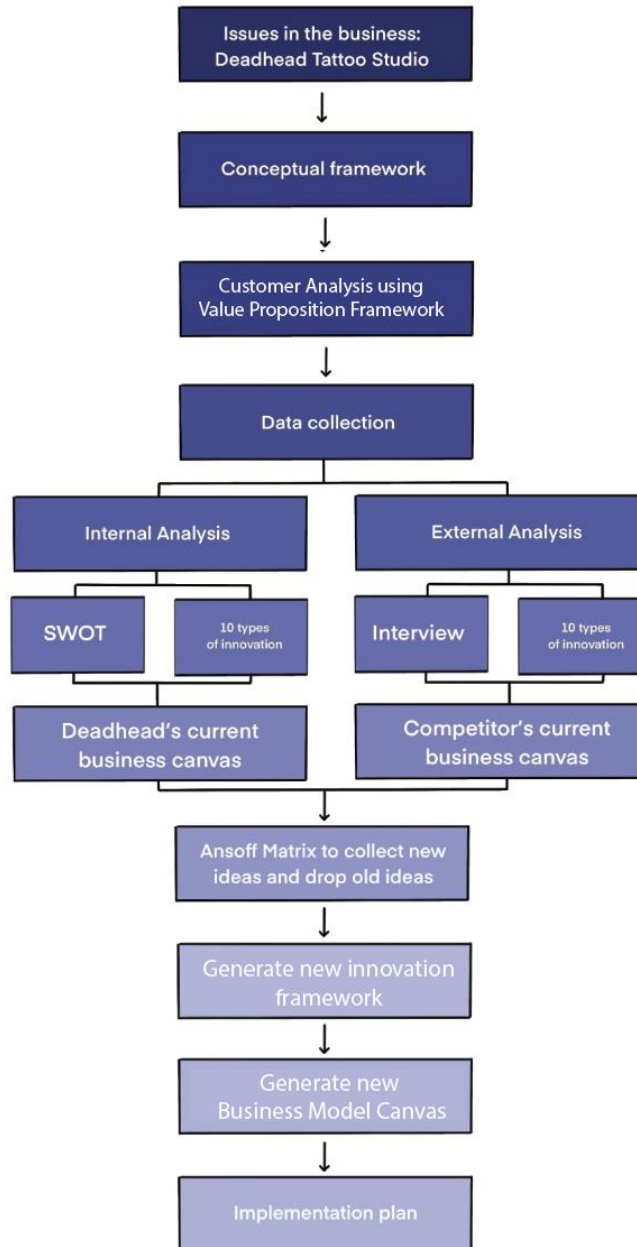 Issues in the business:
Deadhead Tattoo Studio
Conceptual framework
Customer Analysis using
Value Proposition Framework
Data collection
Internal Analysis
External Analysis
SWOT
10 types
of innovation
Interview
10 types
of innovation
Deadhead's current
business canvas
Competitor's current
business canvas
Ansoff Matrix to collect new
ideas and drop old ideas
Generate new innovation
framework
Generate new
Business Model Canvas
Implementation plan